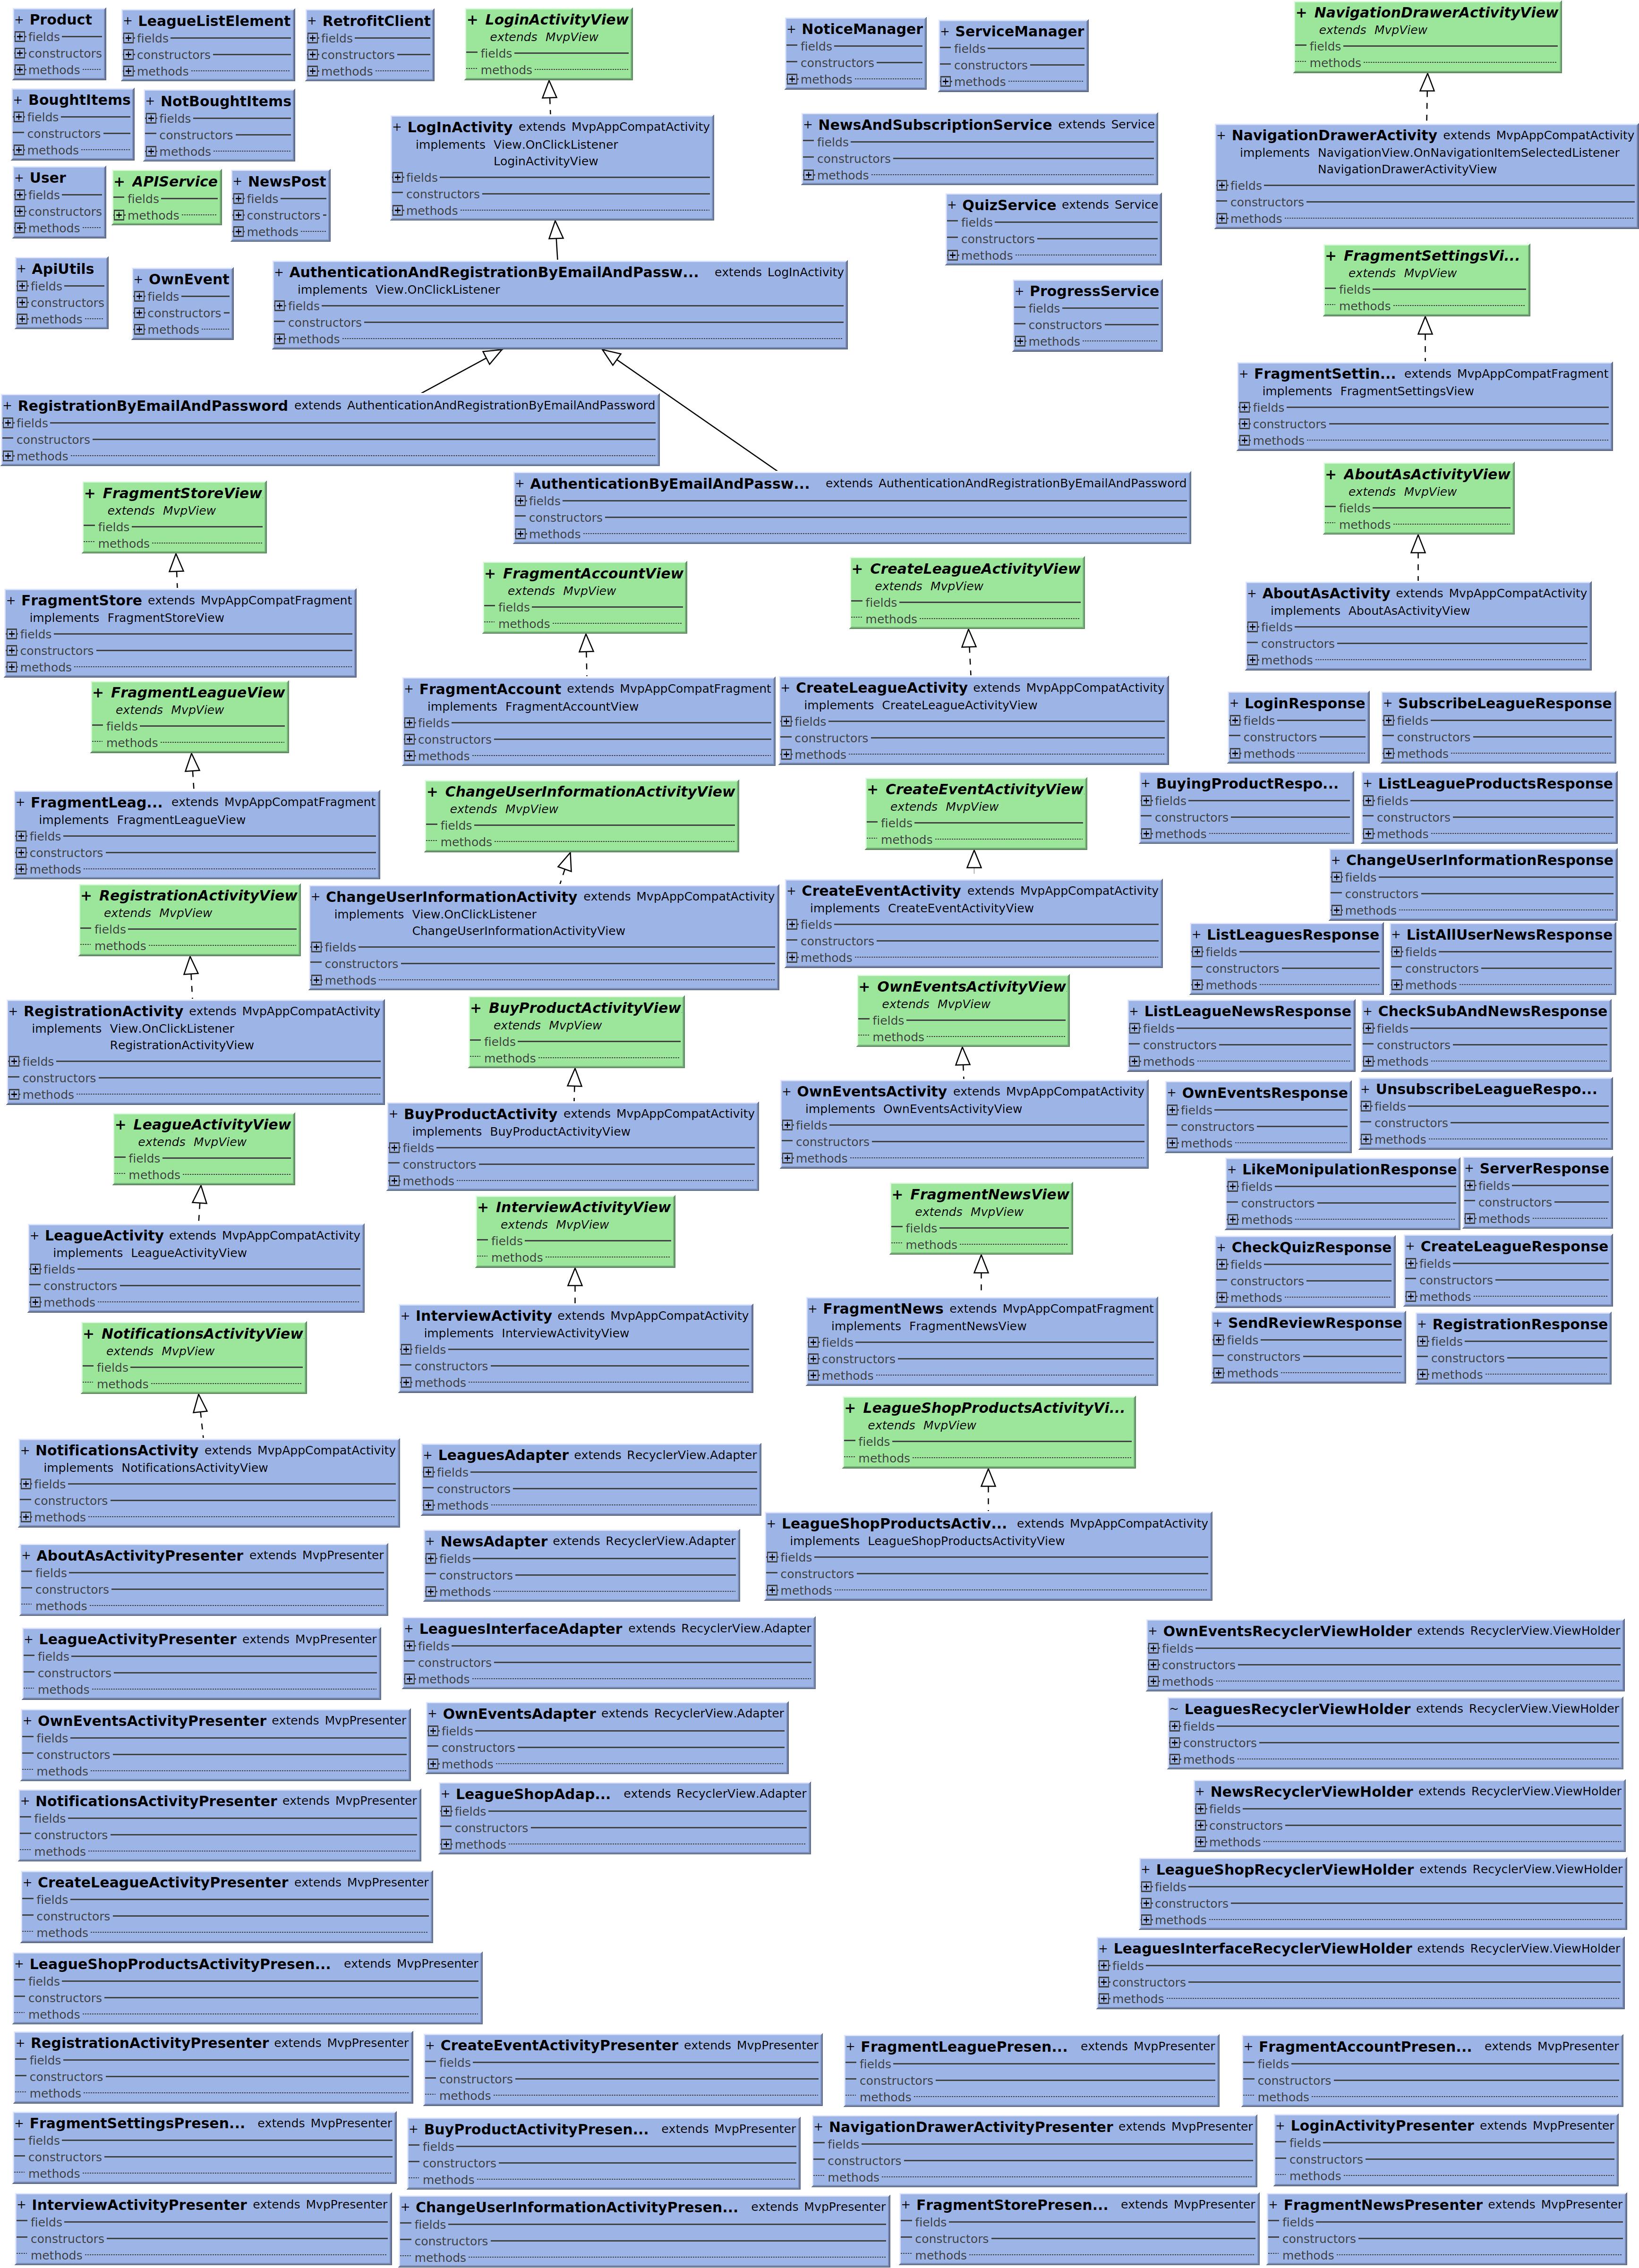 + Product
fields
constructors
methods
+ LeagueListElement
fields
constructors
methods
+ RetrofitClient
fields
constructors
methods
+ LoginActivityView
extends MvpView
fields
methods
+ NoticeManager
fields
constructors
methods
+ ServiceManager
fields
constructors
methods
+ NavigationDrawerActivityView
extends MvpView
fields
methods
+ BoughtItems
fields
constructors
methods
+ NotBoughtItems
fields
constructors
methods
+ LogInActivity extends MvpAppCompatActivity
implements View.OnClickListener
LoginActivityView
fields
constructors
methods
+ NewsAndSubscriptionService extends Service
fields
constructors
methods
+ NavigationDrawerActivity extends MvpAppCompatActivity
implements NavigationView.OnNavigationItemSelectedListener
NavigationDrawerActivityView
fields
constructors
methods
+ User
fields
constructors
methods
+ APIService
fields
methods
+ NewsPost
fields
constructors
methods
+ QuizService extends Service
fields
constructors
methods
+ ApiUtils
fields
constructors
methods
+ OwnEvent
fields
constructors
methods
+ AuthenticationAndRegistrationByEmailAndPassw... extends LogInActivity
implements View.OnClickListener
fields
constructors
methods
+ ProgressService
fields
constructors
methods
+ FragmentSettingsVi...
extends MvpView
fields
methods
+ FragmentSettin... extends MvpAppCompatFragment
implements FragmentSettingsView
fields
constructors
methods
+ RegistrationByEmailAndPassword extends AuthenticationAndRegistrationByEmailAndPassword
fields
constructors
methods
+ AuthenticationByEmailAndPassw... extends AuthenticationAndRegistrationByEmailAndPassword
fields
constructors
methods
+ AboutAsActivityView
extends MvpView
fields
methods
+ FragmentStoreView
extends MvpView
fields
methods
+ FragmentAccountView
extends MvpView
fields
methods
+ CreateLeagueActivityView
extends MvpView
fields
methods
+ FragmentStore extends MvpAppCompatFragment
implements FragmentStoreView
fields
constructors
methods
+ AboutAsActivity extends MvpAppCompatActivity
implements AboutAsActivityView
fields
constructors
methods
+ FragmentLeagueView
extends MvpView
fields
methods
+ FragmentAccount extends MvpAppCompatFragment
implements FragmentAccountView
fields
constructors
methods
+ CreateLeagueActivity extends MvpAppCompatActivity
implements CreateLeagueActivityView
fields
constructors
methods
+ LoginResponse
fields
constructors
methods
+ SubscribeLeagueResponse
fields
constructors
methods
+ FragmentLeag... extends MvpAppCompatFragment
implements FragmentLeagueView
fields
constructors
methods
+ ChangeUserInformationActivityView
extends MvpView
fields
methods
+ CreateEventActivityView
extends MvpView
fields
methods
+ BuyingProductRespo...
fields
constructors
methods
+ ListLeagueProductsResponse
fields
constructors
methods
+ ChangeUserInformationResponse
fields
constructors
methods
+ RegistrationActivityView
extends MvpView
fields
methods
+ ChangeUserInformationActivity extends MvpAppCompatActivity
implements View.OnClickListener
ChangeUserInformationActivityView
fields
constructors
methods
+ CreateEventActivity extends MvpAppCompatActivity
implements CreateEventActivityView
fields
constructors
methods
+ ListLeaguesResponse
fields
constructors
methods
+ ListAllUserNewsResponse
fields
constructors
methods
+ RegistrationActivity extends MvpAppCompatActivity
implements View.OnClickListener
RegistrationActivityView
fields
constructors
methods
+ BuyProductActivityView
extends MvpView
fields
methods
+ OwnEventsActivityView
extends MvpView
fields
methods
+ ListLeagueNewsResponse
fields
constructors
methods
+ CheckSubAndNewsResponse
fields
constructors
methods
+ LeagueActivityView
extends MvpView
fields
methods
+ BuyProductActivity extends MvpAppCompatActivity
implements BuyProductActivityView
fields
constructors
methods
+ OwnEventsActivity extends MvpAppCompatActivity
implements OwnEventsActivityView
fields
constructors
methods
+ OwnEventsResponse
fields
constructors
methods
+ UnsubscribeLeagueRespo...
fields
constructors
methods
+ LikeMonipulationResponse
fields
constructors
methods
+ ServerResponse
fields
constructors
methods
+ LeagueActivity extends MvpAppCompatActivity
implements LeagueActivityView
fields
constructors
methods
+ InterviewActivityView
extends MvpView
fields
methods
+ FragmentNewsView
extends MvpView
fields
methods
+ CheckQuizResponse
fields
constructors
methods
+ CreateLeagueResponse
fields
constructors
methods
+ NotificationsActivityView
extends MvpView
fields
methods
+ InterviewActivity extends MvpAppCompatActivity
implements InterviewActivityView
fields
constructors
methods
+ FragmentNews extends MvpAppCompatFragment
implements FragmentNewsView
fields
constructors
methods
+ SendReviewResponse
fields
constructors
methods
+ RegistrationResponse
fields
constructors
methods
+ LeagueShopProductsActivityVi...
extends MvpView
fields
methods
+ NotificationsActivity extends MvpAppCompatActivity
implements NotificationsActivityView
fields
constructors
methods
+ LeaguesAdapter extends RecyclerView.Adapter
fields
constructors
methods
+ LeagueShopProductsActiv... extends MvpAppCompatActivity
implements LeagueShopProductsActivityView
fields
constructors
methods
+ AboutAsActivityPresenter extends MvpPresenter
fields
constructors
methods
+ NewsAdapter extends RecyclerView.Adapter
fields
constructors
methods
+ LeagueActivityPresenter extends MvpPresenter
fields
constructors
methods
+ LeaguesInterfaceAdapter extends RecyclerView.Adapter
fields
constructors
methods
+ OwnEventsRecyclerViewHolder extends RecyclerView.ViewHolder
fields
constructors
methods
+ OwnEventsActivityPresenter extends MvpPresenter
fields
constructors
methods
+ OwnEventsAdapter extends RecyclerView.Adapter
fields
constructors
methods
~ LeaguesRecyclerViewHolder extends RecyclerView.ViewHolder
fields
constructors
methods
+ NotificationsActivityPresenter extends MvpPresenter
fields
constructors
methods
+ LeagueShopAdap... extends RecyclerView.Adapter
fields
constructors
methods
+ NewsRecyclerViewHolder extends RecyclerView.ViewHolder
fields
constructors
methods
+ CreateLeagueActivityPresenter extends MvpPresenter
fields
constructors
methods
+ LeagueShopRecyclerViewHolder extends RecyclerView.ViewHolder
fields
constructors
methods
+ LeagueShopProductsActivityPresen... extends MvpPresenter
fields
constructors
methods
+ LeaguesInterfaceRecyclerViewHolder extends RecyclerView.ViewHolder
fields
constructors
methods
+ RegistrationActivityPresenter extends MvpPresenter
fields
constructors
methods
+ CreateEventActivityPresenter extends MvpPresenter
fields
constructors
methods
+ FragmentLeaguePresen... extends MvpPresenter
fields
constructors
methods
+ FragmentAccountPresen... extends MvpPresenter
fields
constructors
methods
+ FragmentSettingsPresen... extends MvpPresenter
fields
constructors
methods
+ BuyProductActivityPresen... extends MvpPresenter
fields
constructors
methods
+ NavigationDrawerActivityPresenter extends MvpPresenter
fields
constructors
methods
+ LoginActivityPresenter extends MvpPresenter
fields
constructors
methods
+ InterviewActivityPresenter extends MvpPresenter
fields
constructors
methods
+ ChangeUserInformationActivityPresen... extends MvpPresenter
fields
constructors
methods
+ FragmentStorePresen... extends MvpPresenter
fields
constructors
methods
+ FragmentNewsPresenter extends MvpPresenter
fields
constructors
methods